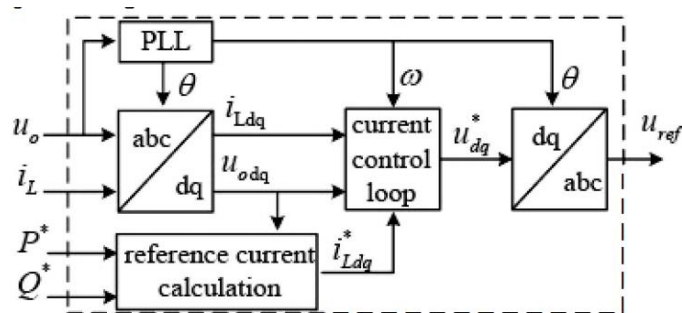 PLL
θ
ω
θ
u_o
i_L
abc
dq
i_Ldq
u_odq
current
control
loop
u*_dq
dq
abc
u_ref
P*
Q*
reference current
calculation
i*_Ldq